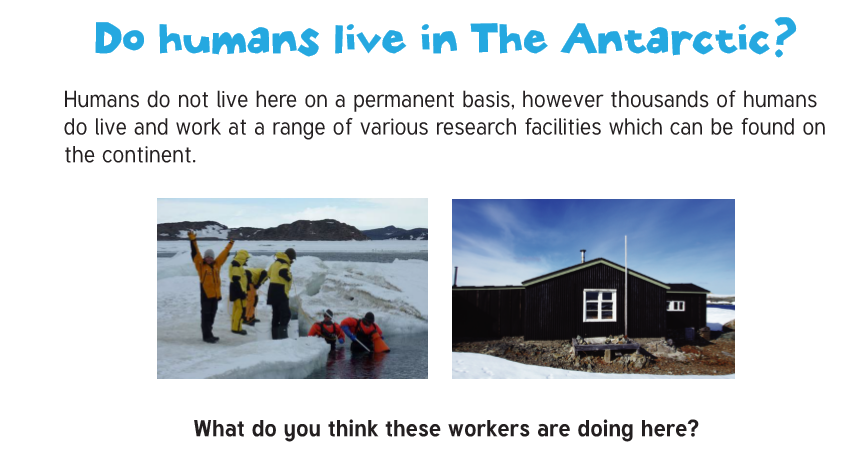 Do humans live in The Antarctic?
Humans do not live here on a permanent basis, however thousands of humans
do live and work at a range of various research facilities which can be found on
the continent.
What do you think these workers are doing here?